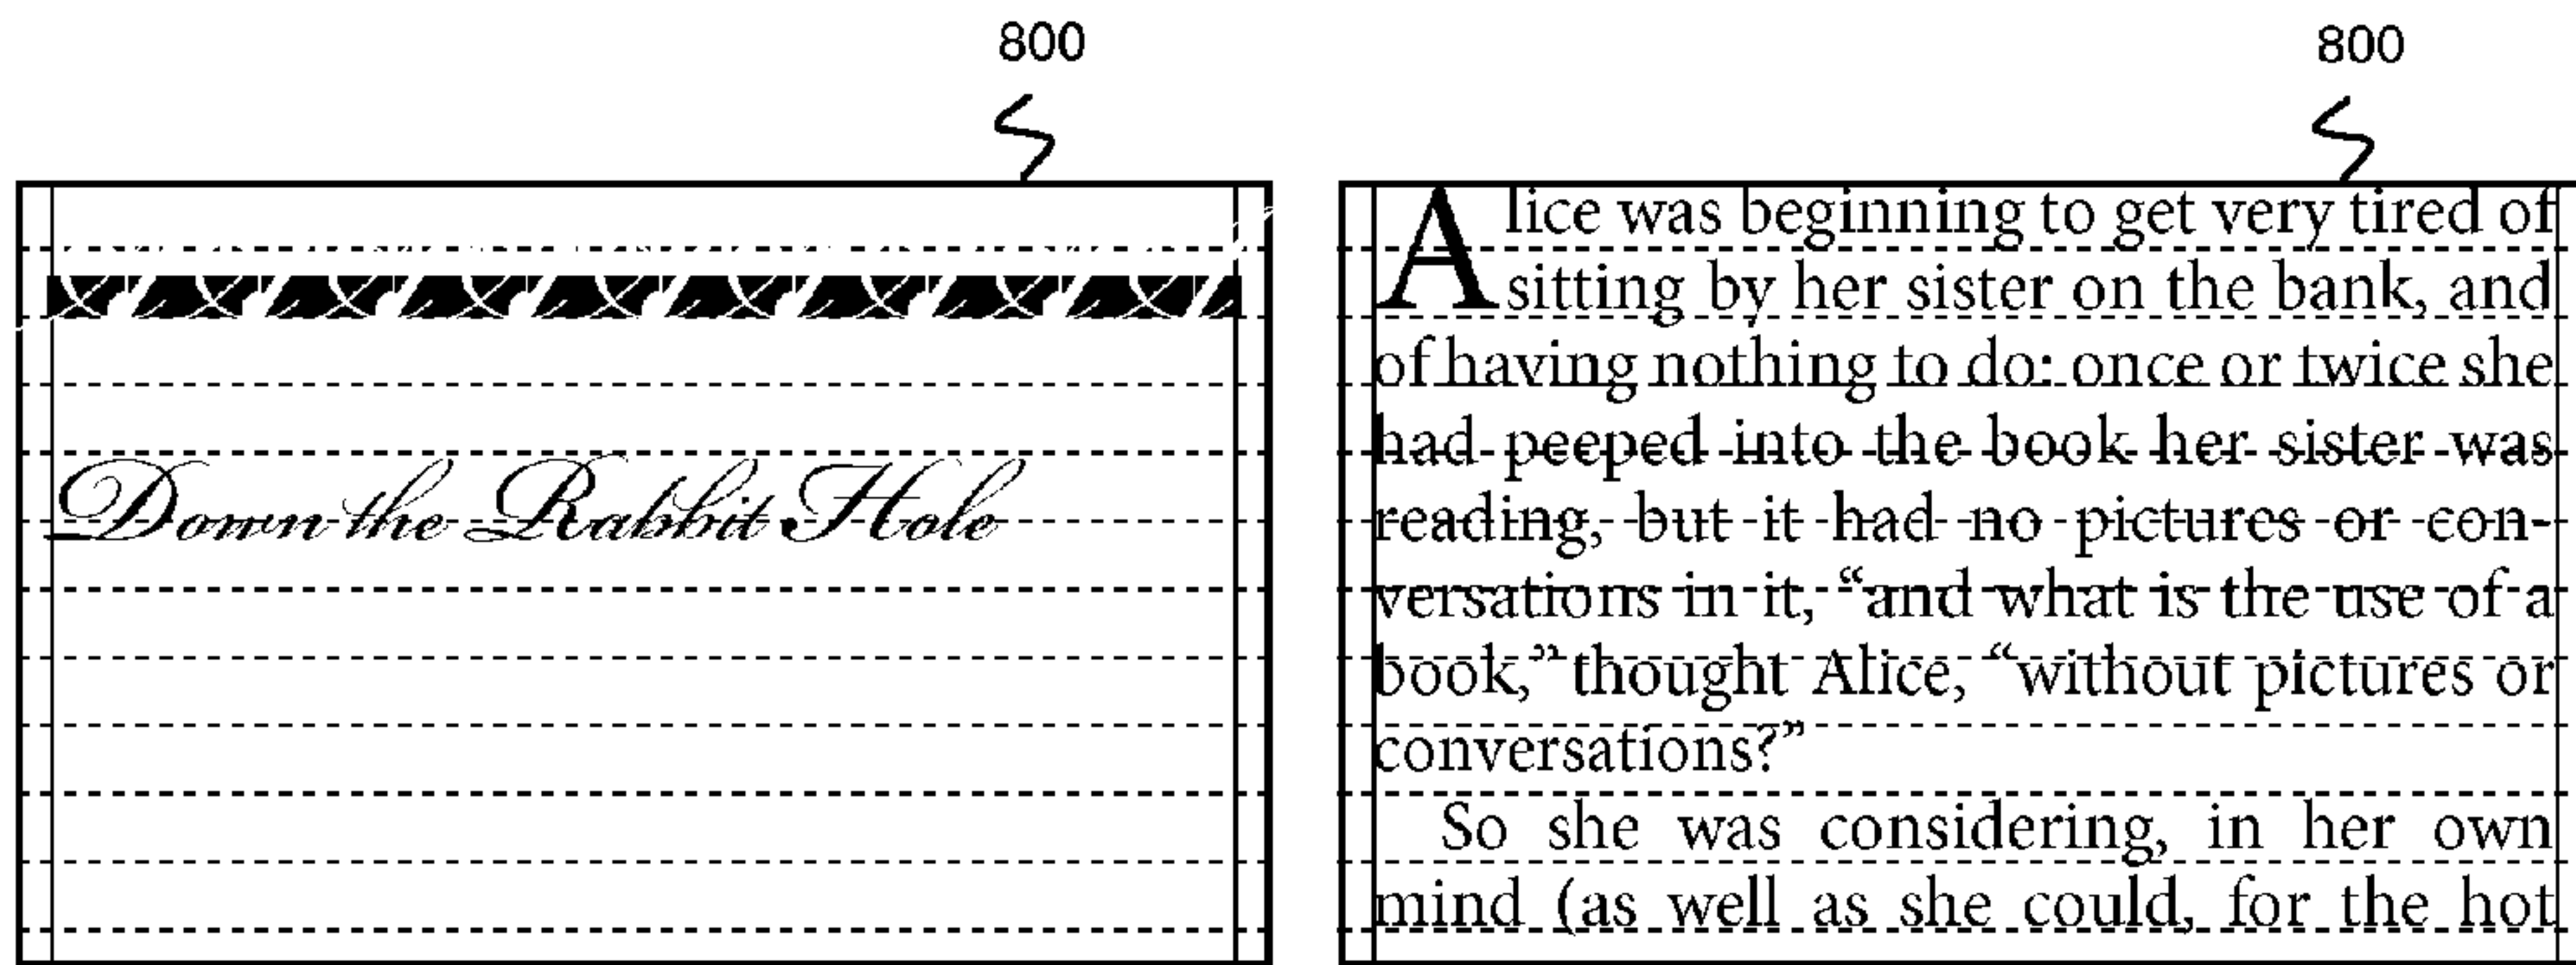 800
800
Down the Rabbit Hole
Alice was beginning to get very tired of
sitting by her sister on the bank, and
of having nothing to do: once or twice she
had peeped into the book her sister was
reading, but it had no pictures or con-
versations in it, “and what is the use of a
book,” thought Alice, “without pictures or
conversations?”
So she was considering, in her own
mind (as well as she could, for the hot